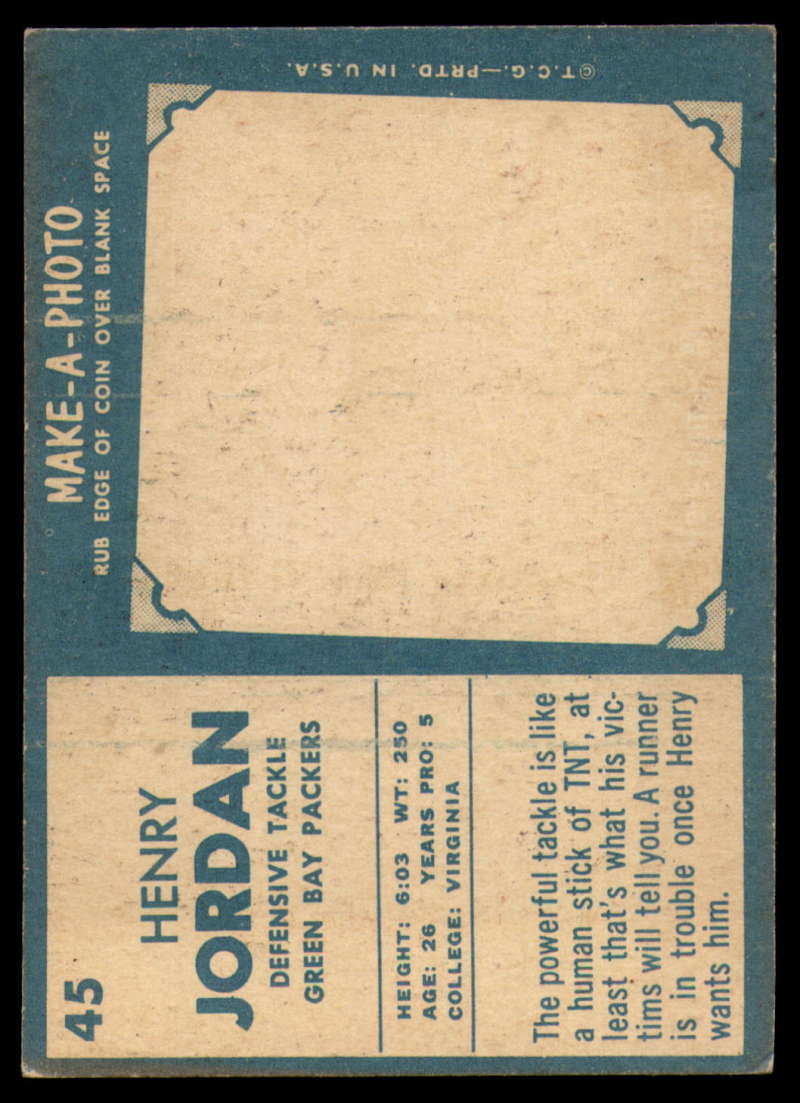 45
HENRY
JORDAN
DEFENSIVE TACKLE
GREEN BAY PACKERS
HEIGHT: 6:03 WT: 250
AGE: 26 YEARS PRO: 5
COLLEGE: VIRGINIA
The powerful tackle is like
a human stick of TNT, at
least that's what his vic-
tims will tell you. A runner
is in trouble once Henry
wants him.
MAKE-A-PHOTO
RUB EDGE OF COIN OVER BLANK SPACE
©T.C.G.—PRTD. IN U.S.A.